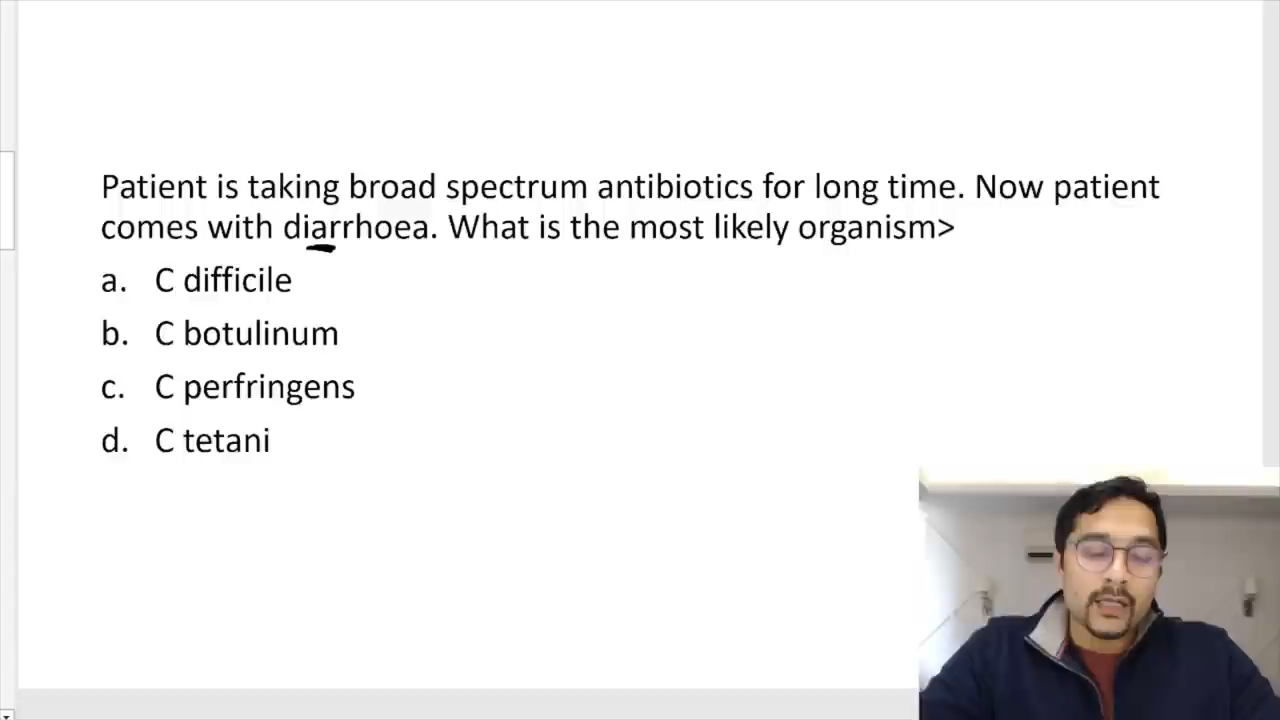 Patient is taking broad spectrum antibiotics for long time. Now patient
comes with diarrhoea. What is the most likely organism>
a. C difficile
b. C botulinum
c. C perfringens
d. C tetani